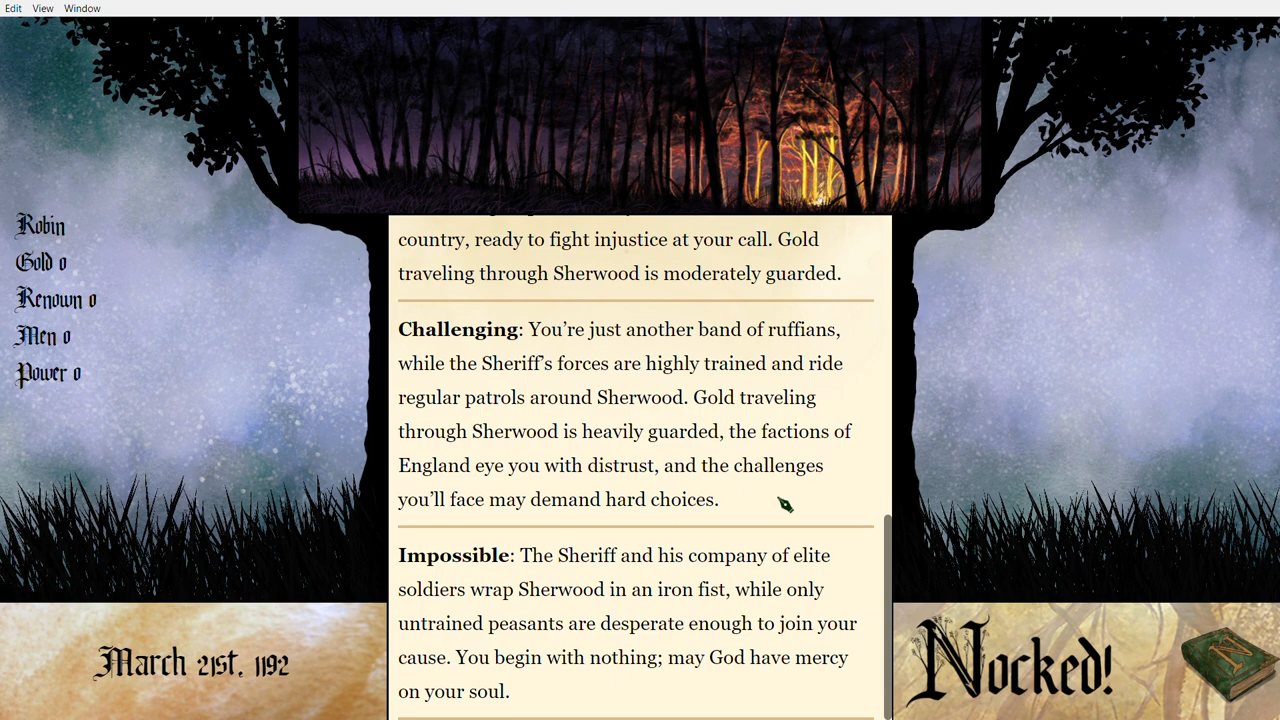 Edit View Window
Robin
Gold 0
Renown 0
Men 0
Power 0
country, ready to fight injustice at your call. Gold
traveling through Sherwood is moderately guarded.
Challenging: You’re just another band of ruffians,
while the Sheriff’s forces are highly trained and ride
regular patrols around Sherwood. Gold traveling
through Sherwood is heavily guarded, the factions of
England eye you with distrust, and the challenges
you’ll face may demand hard choices.
Impossible: The Sheriff and his company of elite
soldiers wrap Sherwood in an iron fist, while only
untrained peasants are desperate enough to join your
cause. You begin with nothing; may God have mercy
on your soul.
March 21st, 1192
Nocked!
N